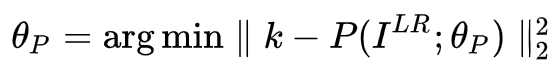 θ_P = arg min ‖ k − P(I^{LR}; θ_P) ‖_2^2